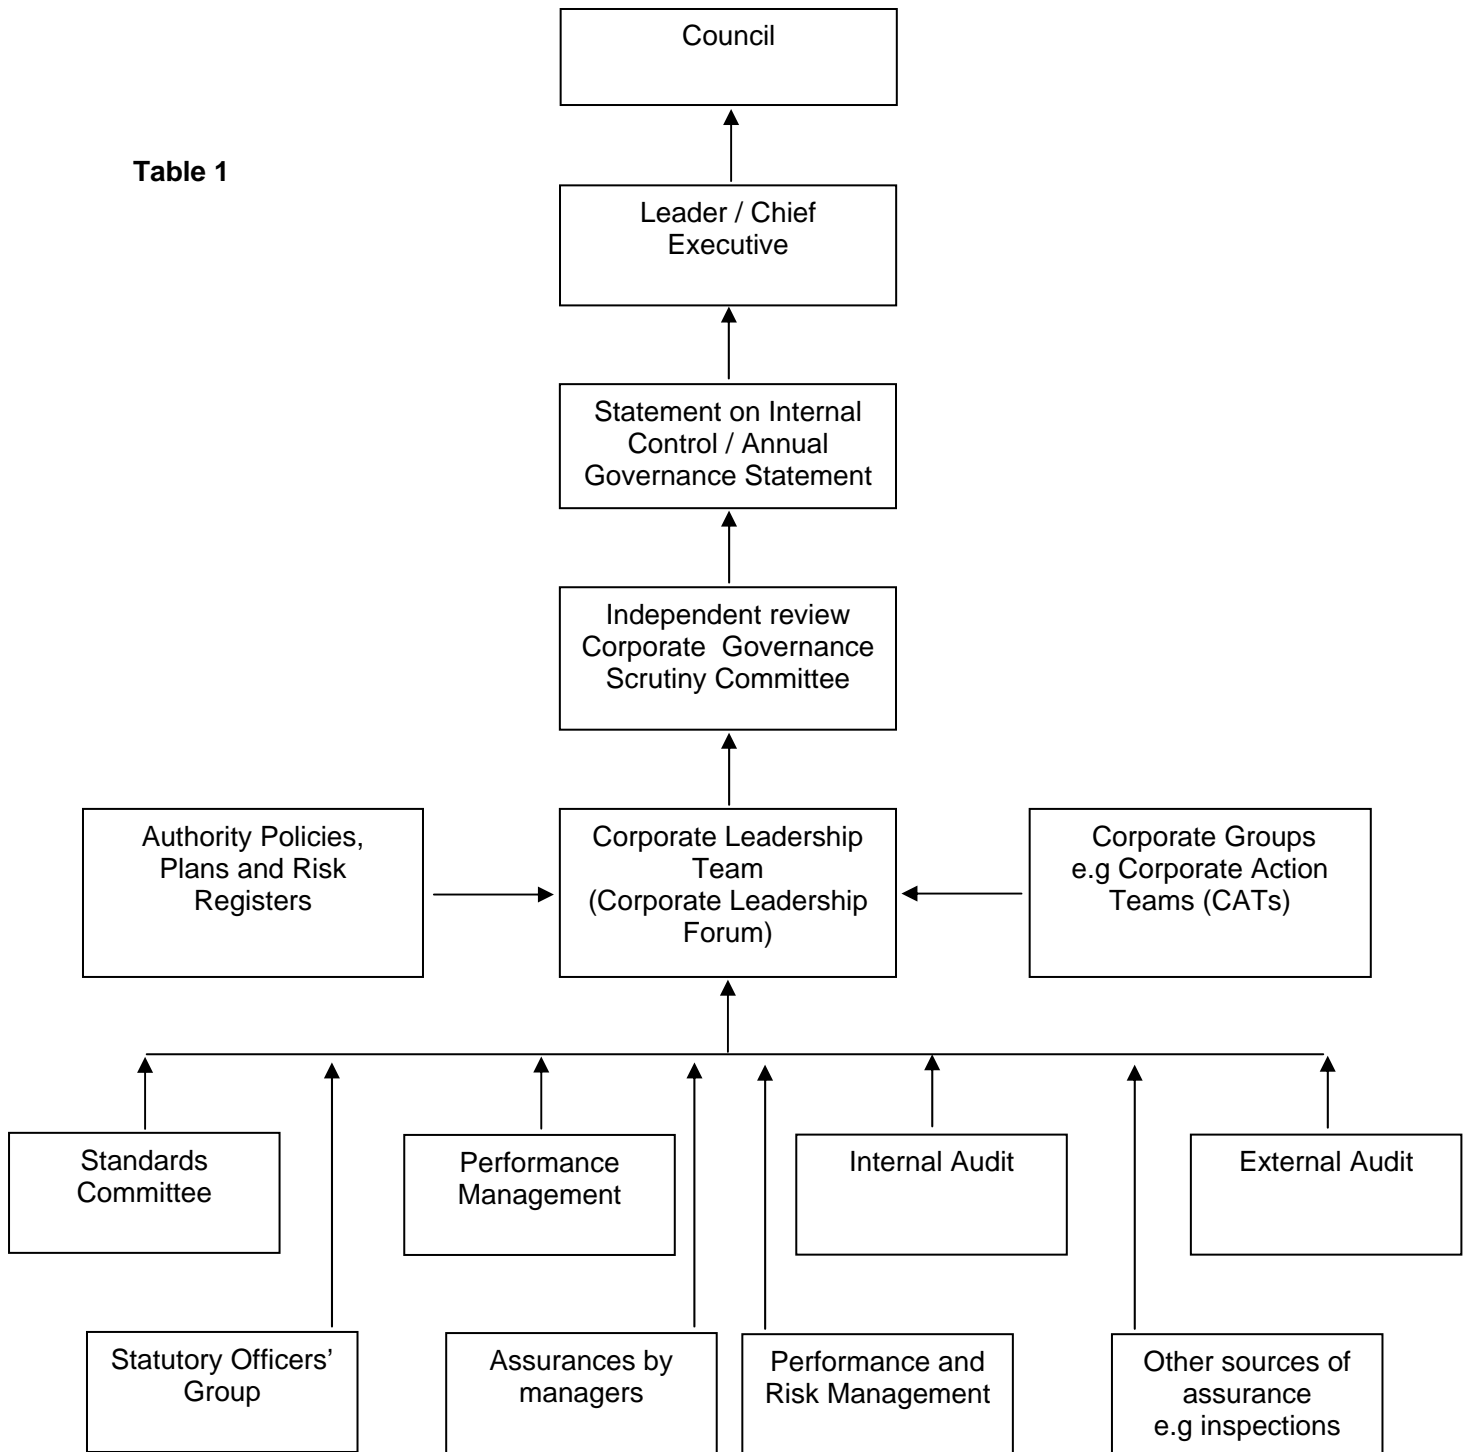 Council
Table 1
Leader / Chief
Executive
Statement on Internal
Control / Annual
Governance Statement
Independent review
Corporate  Governance
Scrutiny Committee
Authority Policies,
Plans and Risk
Registers
Corporate Leadership
Team
(Corporate Leadership
Forum)
Corporate Groups
e.g Corporate Action
Teams (CATs)
Standards
Committee
Performance
Management
Internal Audit
External Audit
Statutory Officers’
Group
Assurances by
managers
Performance and
Risk Management
Other sources of
assurance
e.g inspections